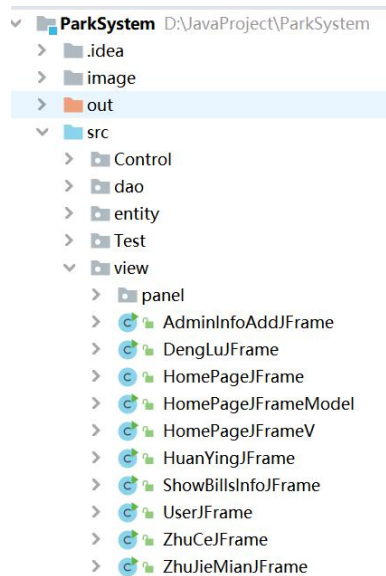 ParkSystem D:\JavaProject\ParkSystem
.idea
image
out
src
Control
dao
entity
Test
view
panel
AdminInfoAddJFrame
DengLuJFrame
HomePageJFrame
HomePageJFrameModel
HomePageJFrameV
HuanYingJFrame
ShowBillsInfoJFrame
UserJFrame
ZhuCeJFrame
ZhuJieMianJFrame